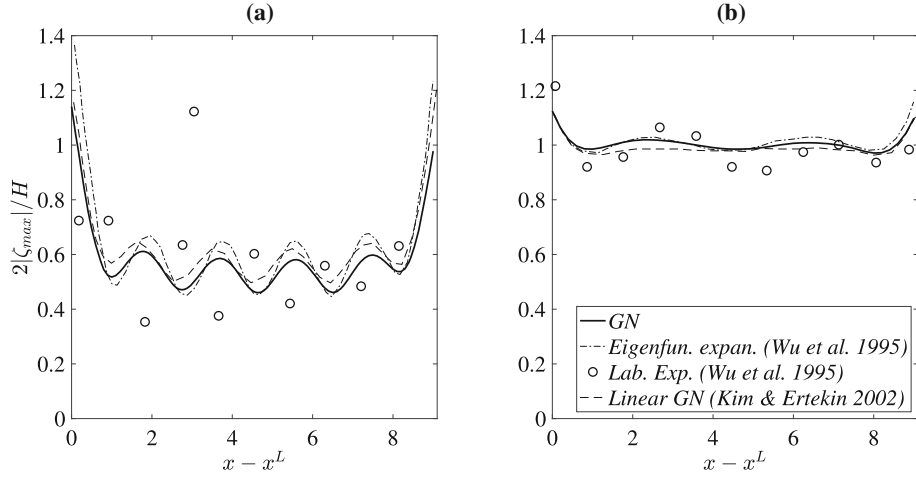 (a)
1.4
1.2
1
0.8
0.6
0.4
0.2
0
0 2 4 6 8
x − x^L
2|ζ_max|/H
(b)
1.4
1.2
1
0.8
0.6
0.4
0.2
0
0 2 4 6 8
x − x^L
GN
Eigenfun. expan. (Wu et al. 1995)
Lab. Exp. (Wu et al. 1995)
Linear GN (Kim & Ertekin 2002)